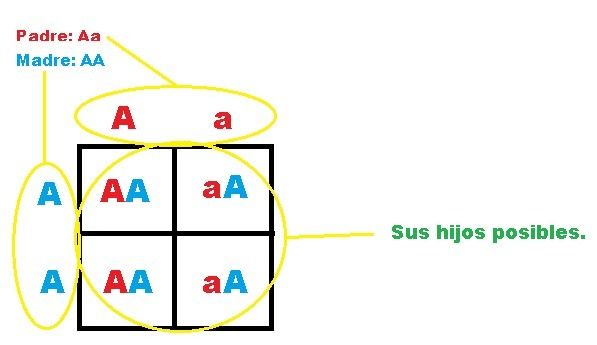 Padre: Aa
Madre: AA
A a
A AA aA
Sus hijos posibles.
A AA aA